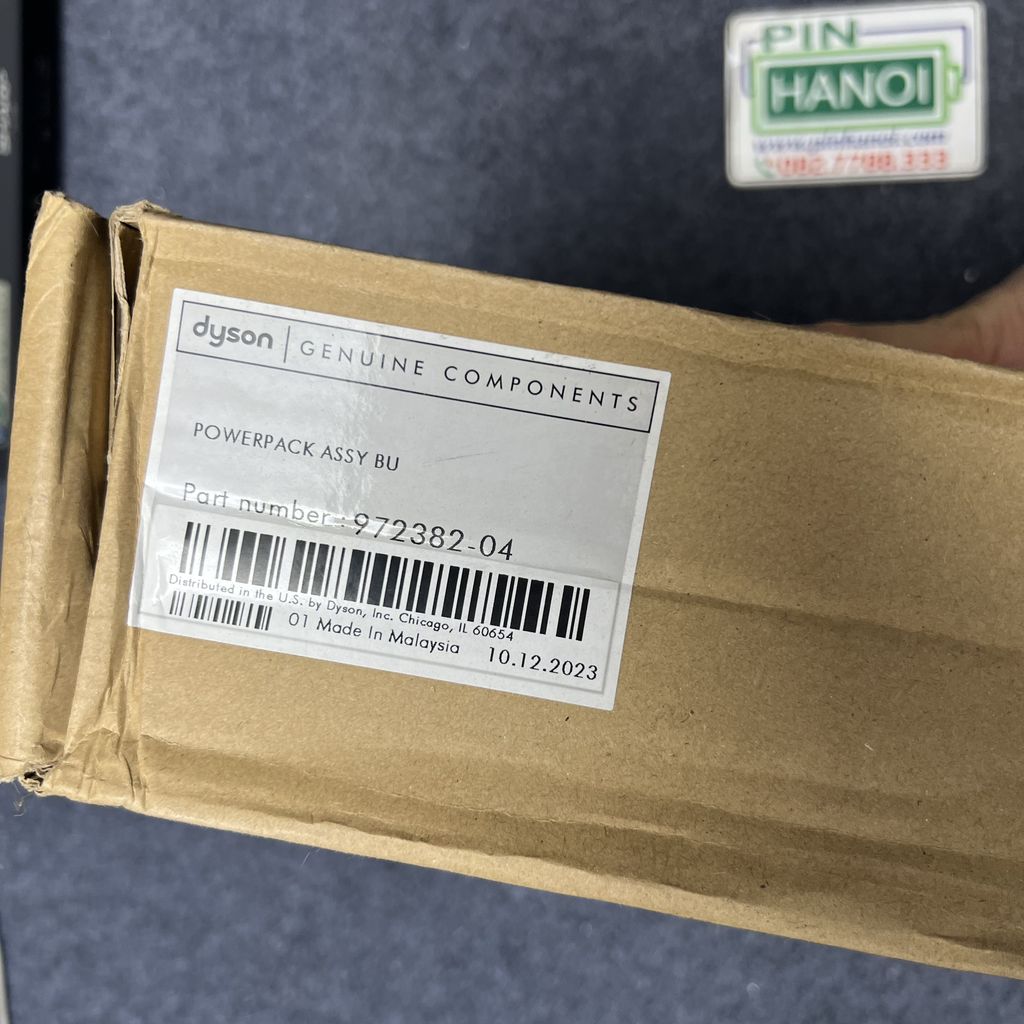 PIN
HANOI
dyson | GENUINE COMPONENTS
POWERPACK ASSY BU
Part number : 972382-04
Distributed in the U.S. by Dyson, Inc. Chicago, IL 60654
01 Made In Malaysia
10.12.2023